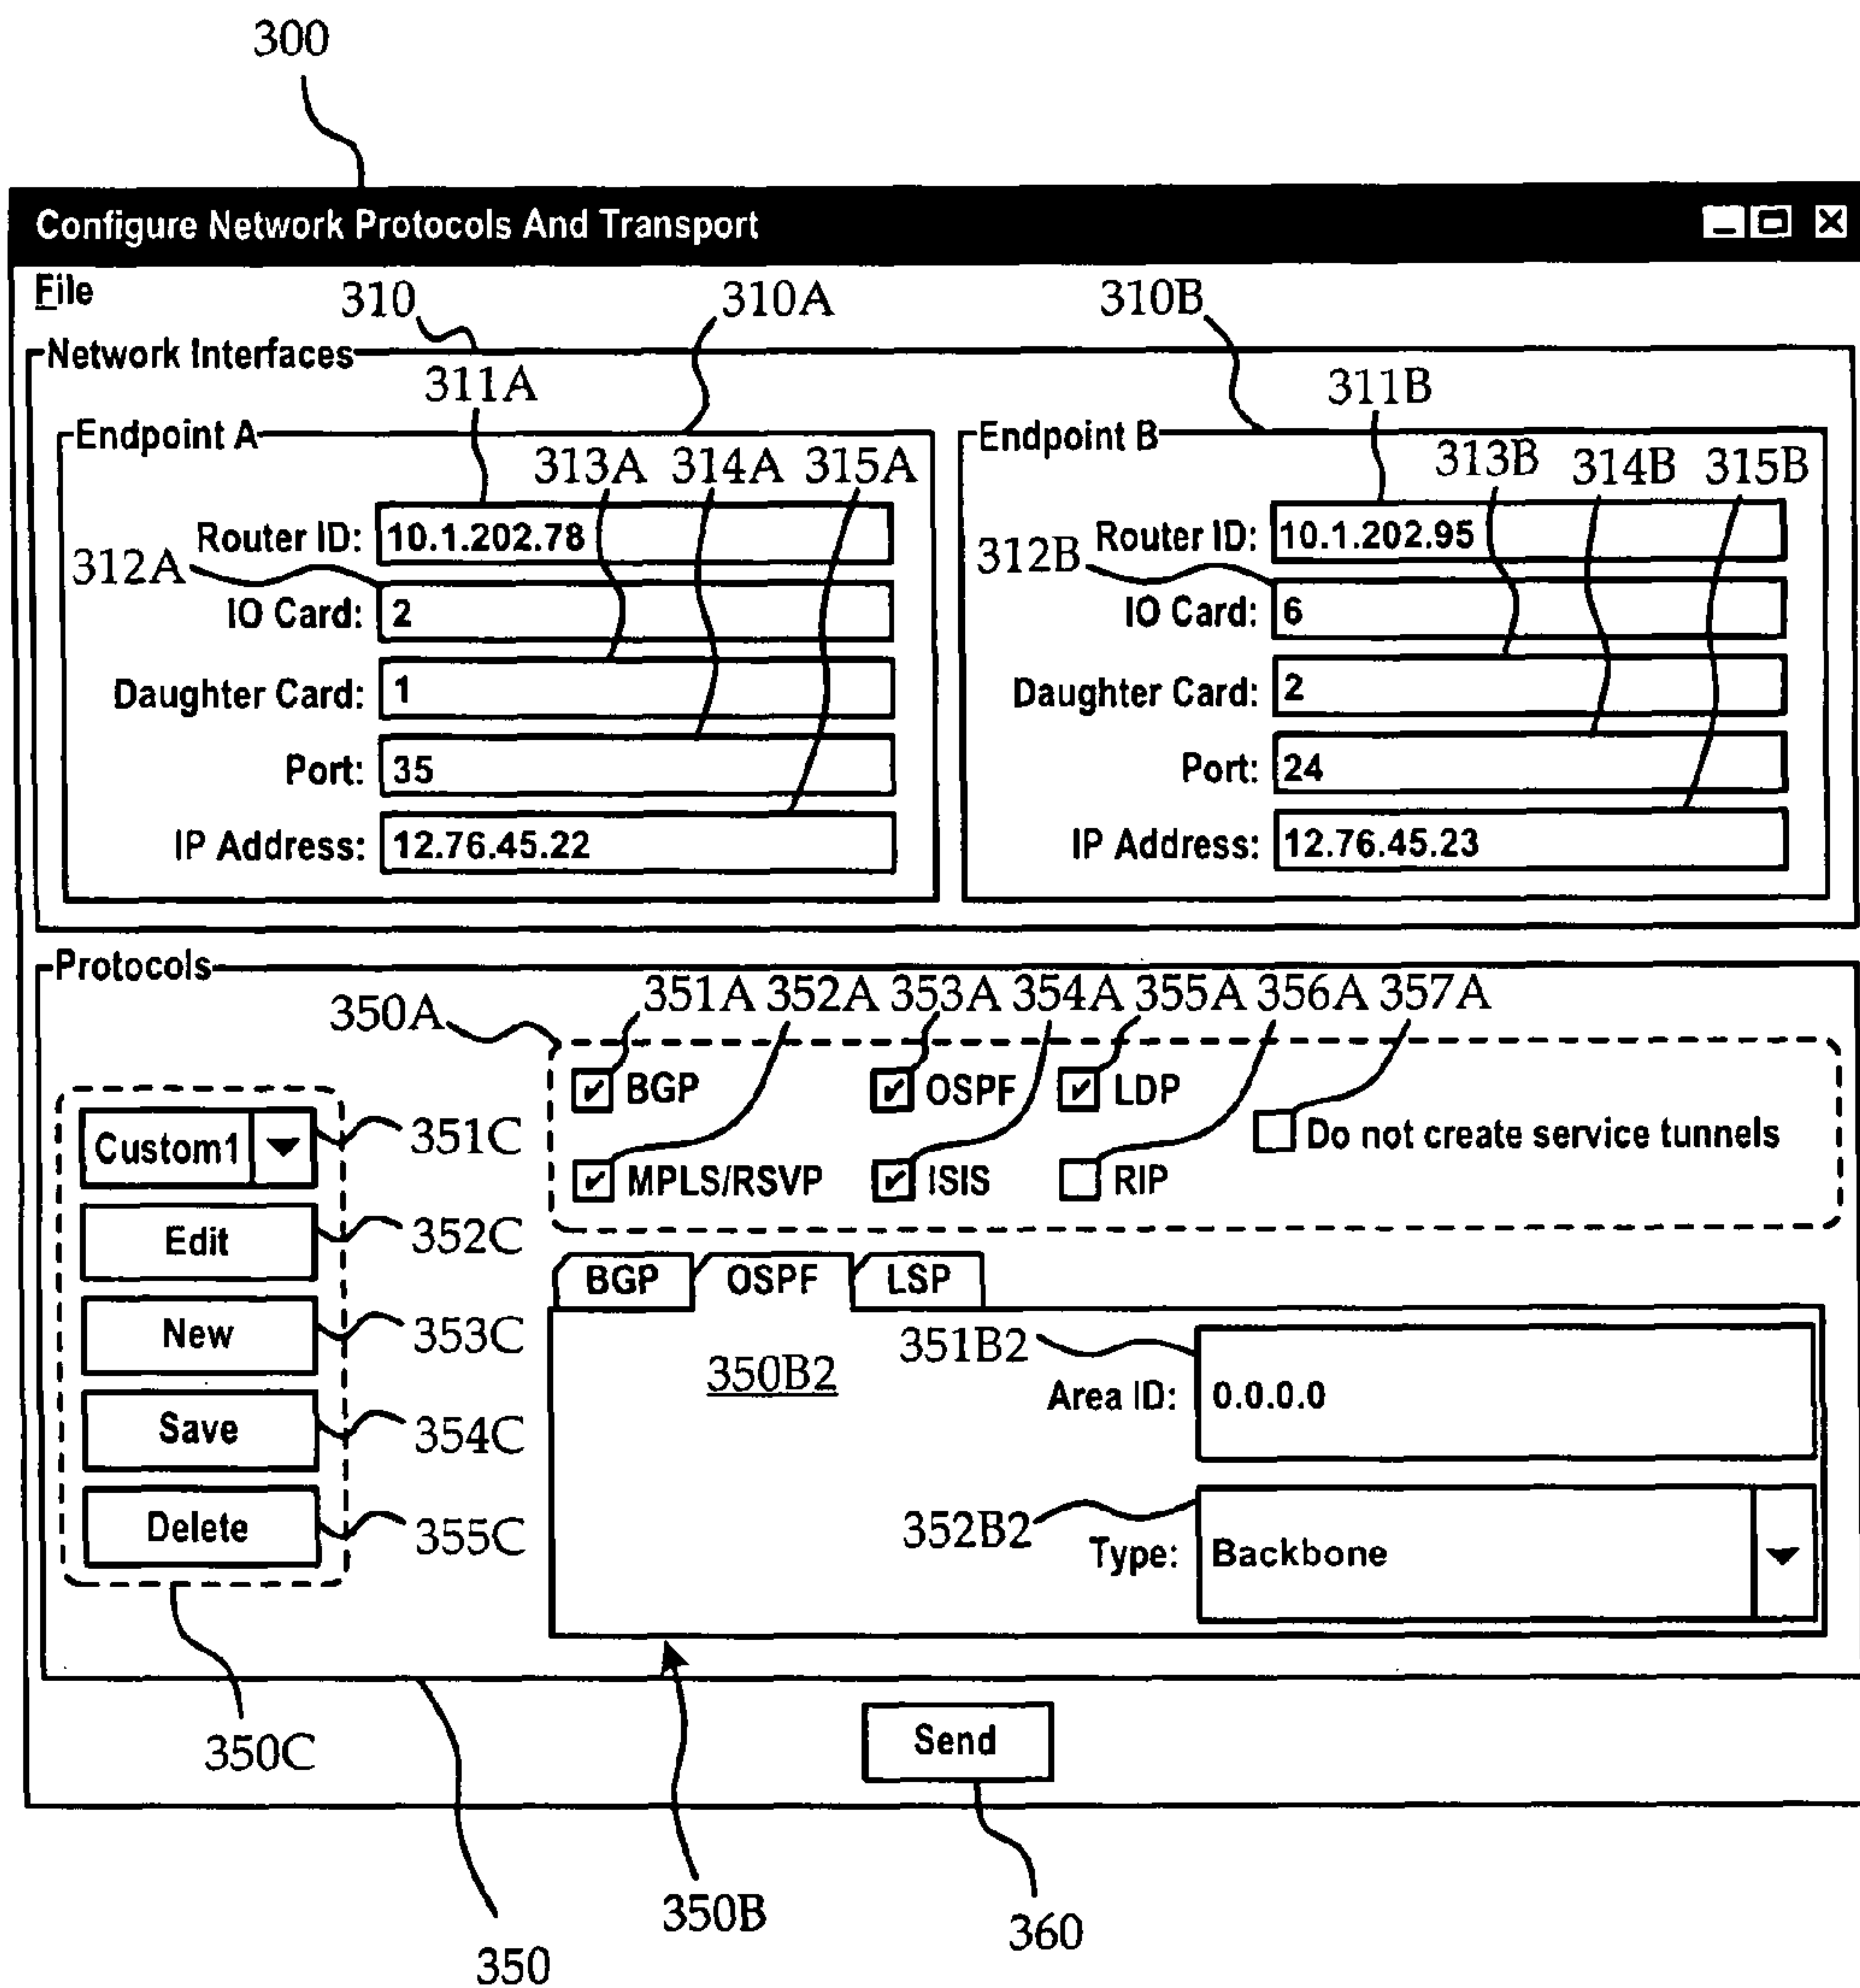 300
Configure Network Protocols And Transport
File
310
310A
310B
Network Interfaces
311A
311B
Endpoint A
313A 314A 315A
Router ID: 10.1.202.78
312A
IO Card: 2
Daughter Card: 1
Port: 35
IP Address: 12.76.45.22
Endpoint B
313B 314B 315B
Router ID: 10.1.202.95
312B
IO Card: 6
Daughter Card: 2
Port: 24
IP Address: 12.76.45.23
Protocols
351A 352A 353A 354A 355A 356A 357A
350A
BGP OSPF LDP
Do not create service tunnels
MPLS/RSVP ISIS RIP
Custom1 351C
Edit 352C
New 353C
Save 354C
Delete 355C
BGP OSPF LSP
350B2
351B2
Area ID: 0.0.0.0
352B2
Type: Backbone
350C
Send
350B
360
350